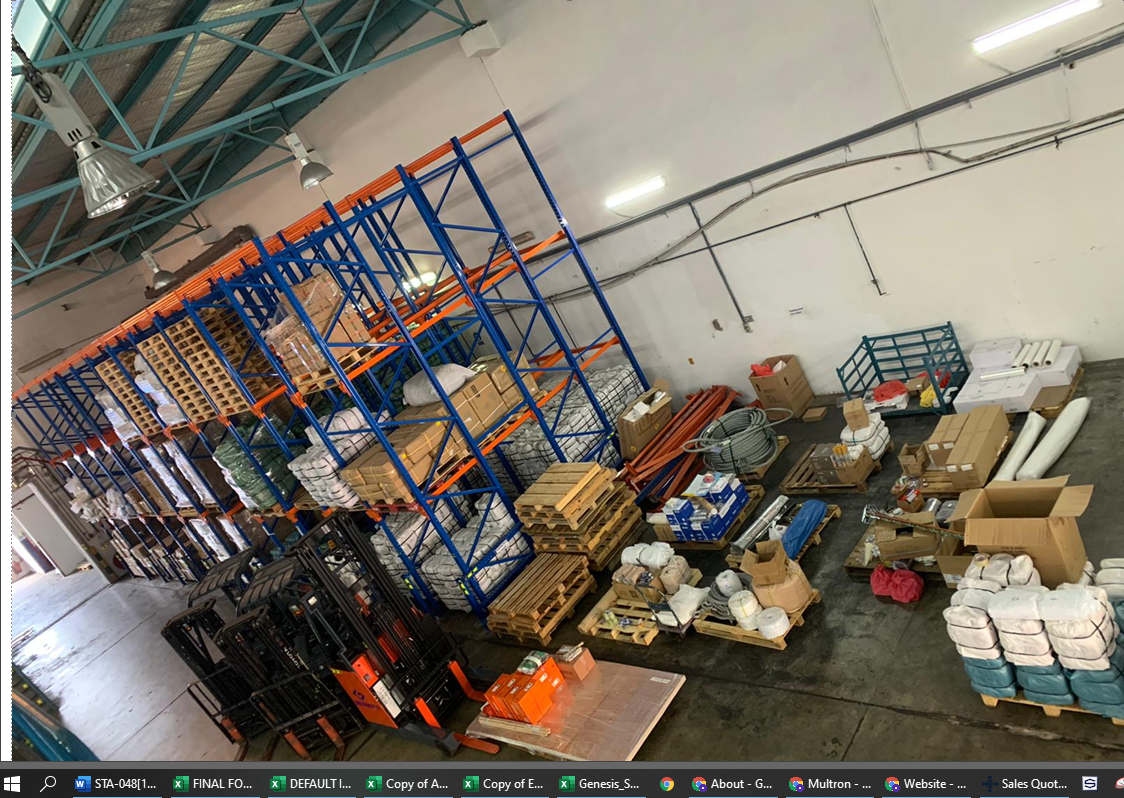 STA-048[1...
FINAL FO...
DEFAULT I...
Copy of A...
Copy of E...
Genesis_S...
About - G...
Multron - ...
Website - ...
Sales Quot...